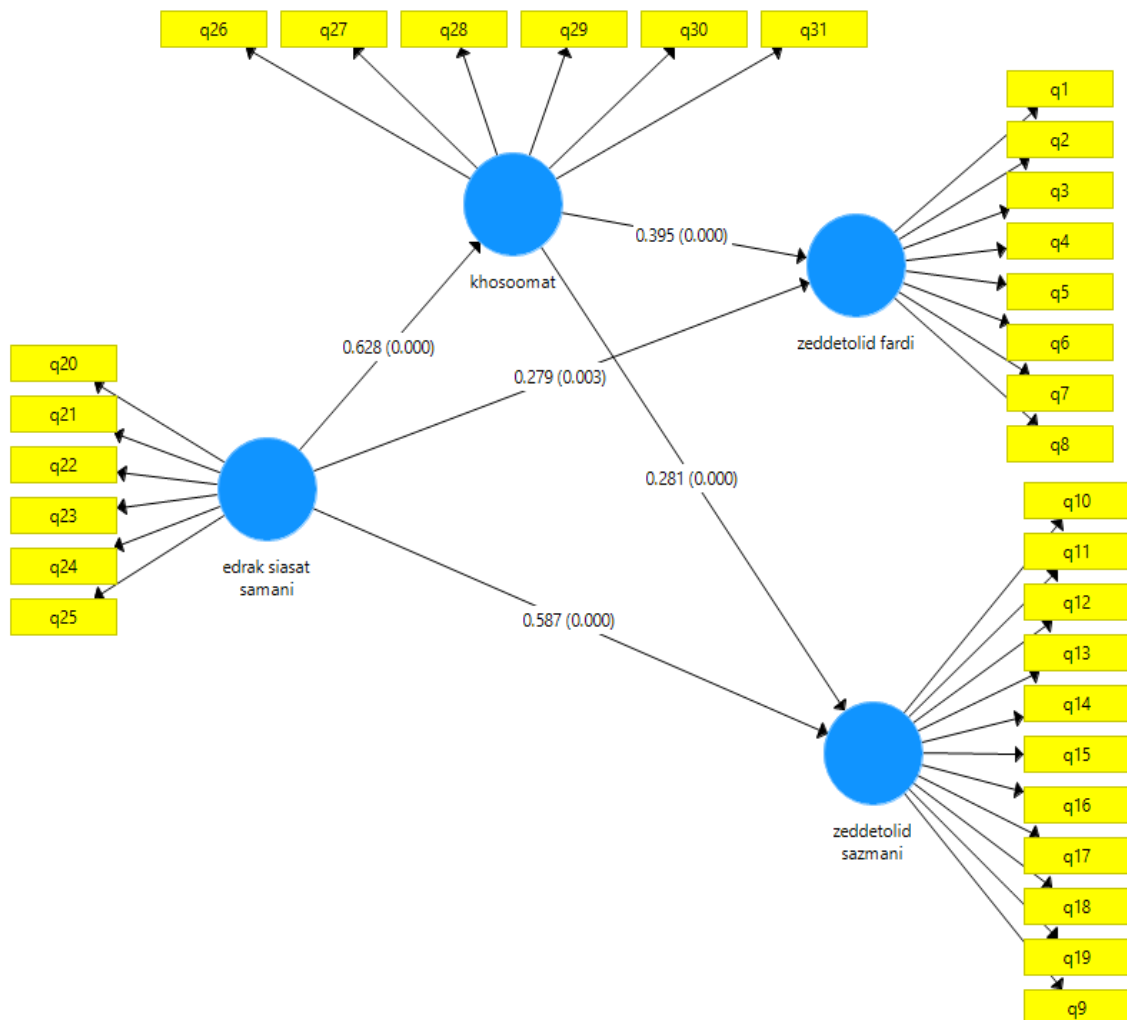 q26
q27
q28
q29
q30
q31
q1
q2
q3
q4
q5
q6
q7
q8
0.395 (0.000)
khosoomat
zeddetolid fardi
0.628 (0.000)
0.279 (0.003)
q20
q21
q22
q23
q24
q25
0.281 (0.000)
edrak siasat
samani
0.587 (0.000)
q10
q11
q12
q13
q14
q15
q16
q17
q18
q19
q9
zeddetolid
sazmani